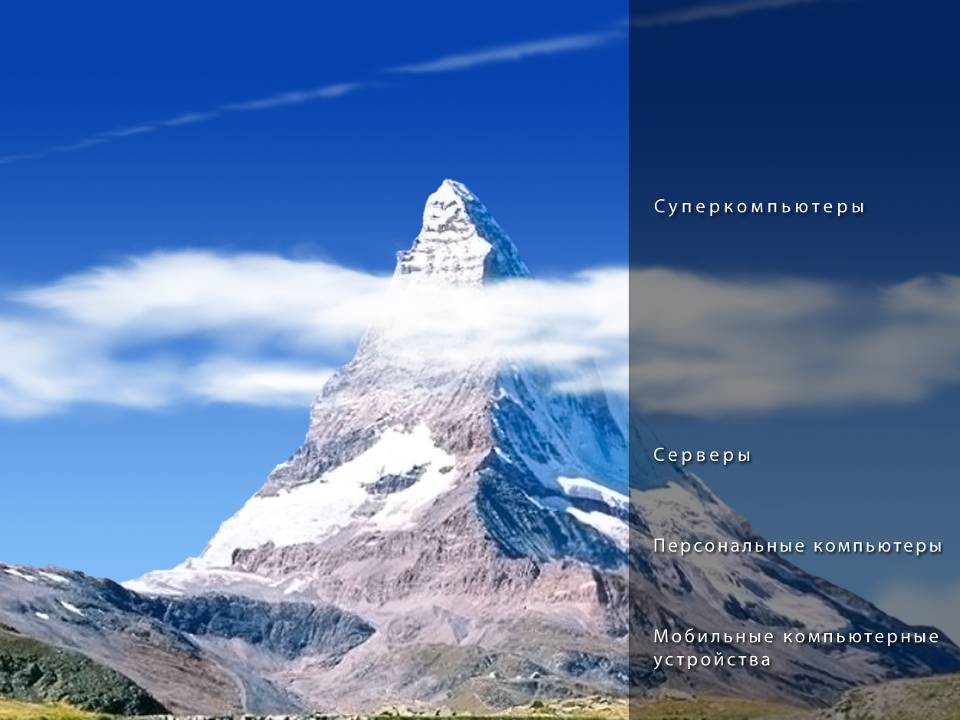 Суперкомпьютеры
Серверы
Персональные компьютеры
Мобильные компьютерные
устройства